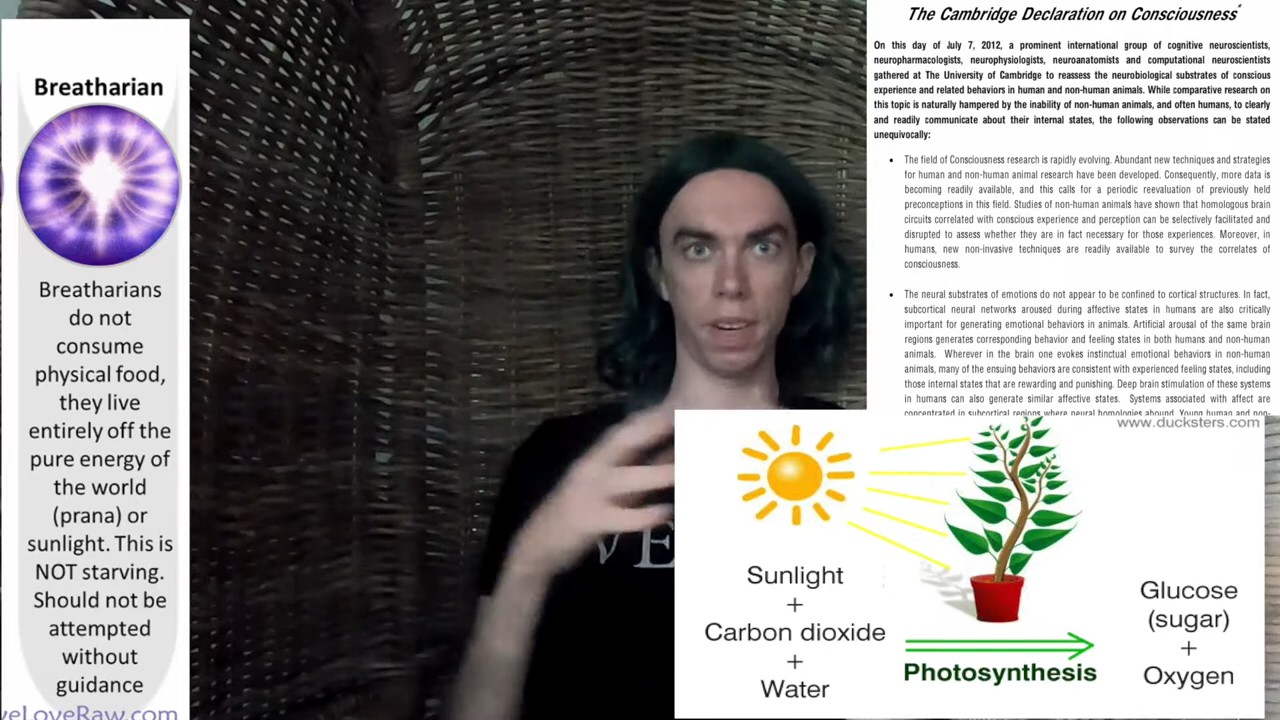 Breatharian
Breatharians
do not
consume
physical food,
they live
entirely off the
pure energy of
the world
(prana) or
sunlight. This is
NOT starving.
Should not be
attempted
without
guidance
veLoveRaw.com
The Cambridge Declaration on Consciousness*
On this day of July 7, 2012, a prominent international group of cognitive neuroscientists,
neuropharmacologists, neurophysiologists, neuroanatomists and computational neuroscientists
gathered at The University of Cambridge to reassess the neurobiological substrates of conscious
experience and related behaviors in human and non-human animals. While comparative research on
this topic is naturally hampered by the inability of non-human animals, and often humans, to clearly
and readily communicate about their internal states, the following observations can be stated
unequivocally:
• The field of Consciousness research is rapidly evolving. Abundant new techniques and strategies
for human and non-human animal research have been developed. Consequently, more data is
becoming readily available, and this calls for a periodic reevaluation of previously held
preconceptions in this field. Studies of non-human animals have shown that homologous brain
circuits correlated with conscious experience and perception can be selectively facilitated and
disrupted to assess whether they are in fact necessary for those experiences. Moreover, in
humans, new non-invasive techniques are readily available to survey the correlates of
consciousness.
• The neural substrates of emotions do not appear to be confined to cortical structures. In fact,
subcortical neural networks aroused during affective states in humans are also critically
important for generating emotional behaviors in animals. Artificial arousal of the same brain
regions generates corresponding behavior and feeling states in both humans and non-human
animals. Wherever in the brain one evokes instinctual emotional behaviors in non-human
animals, many of the ensuing behaviors are consistent with experienced feeling states, including
those internal states that are rewarding and punishing. Deep brain stimulation of these systems
in humans can also generate similar affective states. Systems associated with affect are
concentrated in subcortical regions where neural homologies abound. Young human and non-
VE
www.ducksters.com
Sunlight
+
Carbon dioxide
+
Water
Photosynthesis
Glucose
(sugar)
+
Oxygen